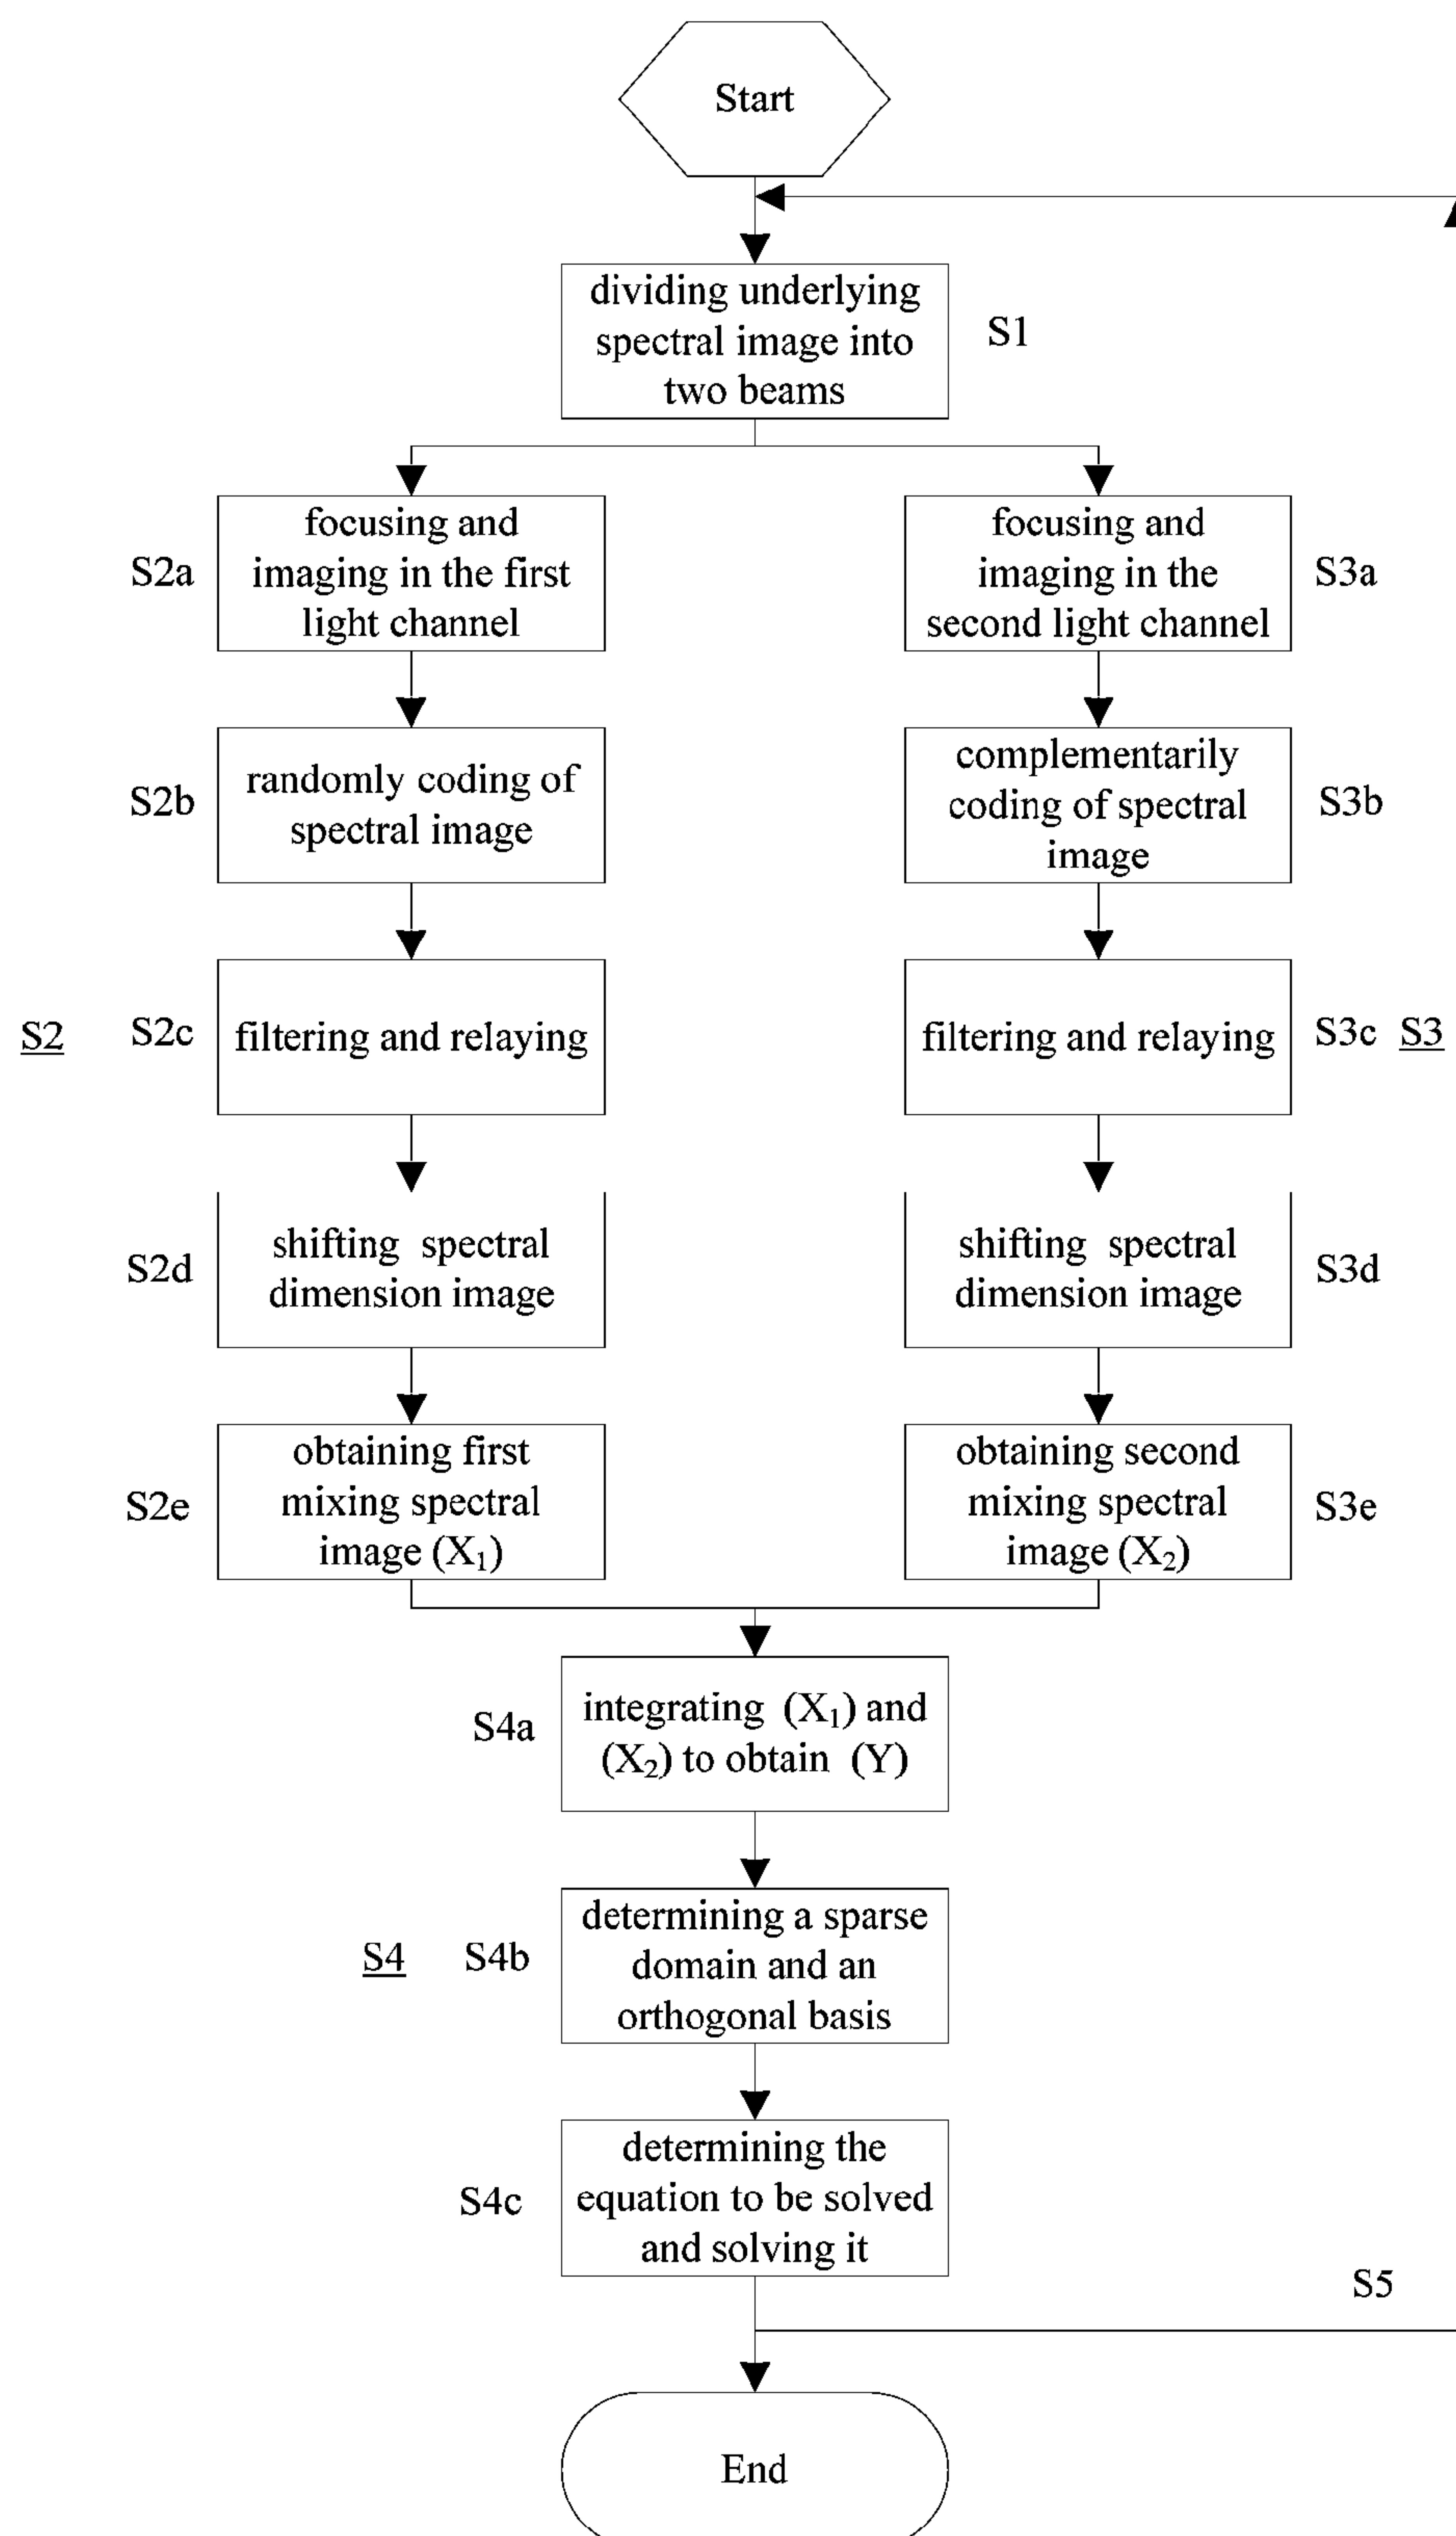 Start
dividing underlying
spectral image into
two beams
S1
S2a
focusing and
imaging in the first
light channel
focusing and
imaging in the
second light channel
S3a
S2b
randomly coding of
spectral image
complementarily
coding of spectral
image
S3b
S2
S2c
filtering and relaying
filtering and relaying
S3c
S3
S2d
shifting spectral
dimension image
shifting spectral
dimension image
S3d
S2e
obtaining first
mixing spectral
image (X₁)
obtaining second
mixing spectral
image (X₂)
S3e
S4a
integrating (X₁) and
(X₂) to obtain (Y)
S4
S4b
determining a sparse
domain and an
orthogonal basis
S4c
determining the
equation to be solved
and solving it
S5
End